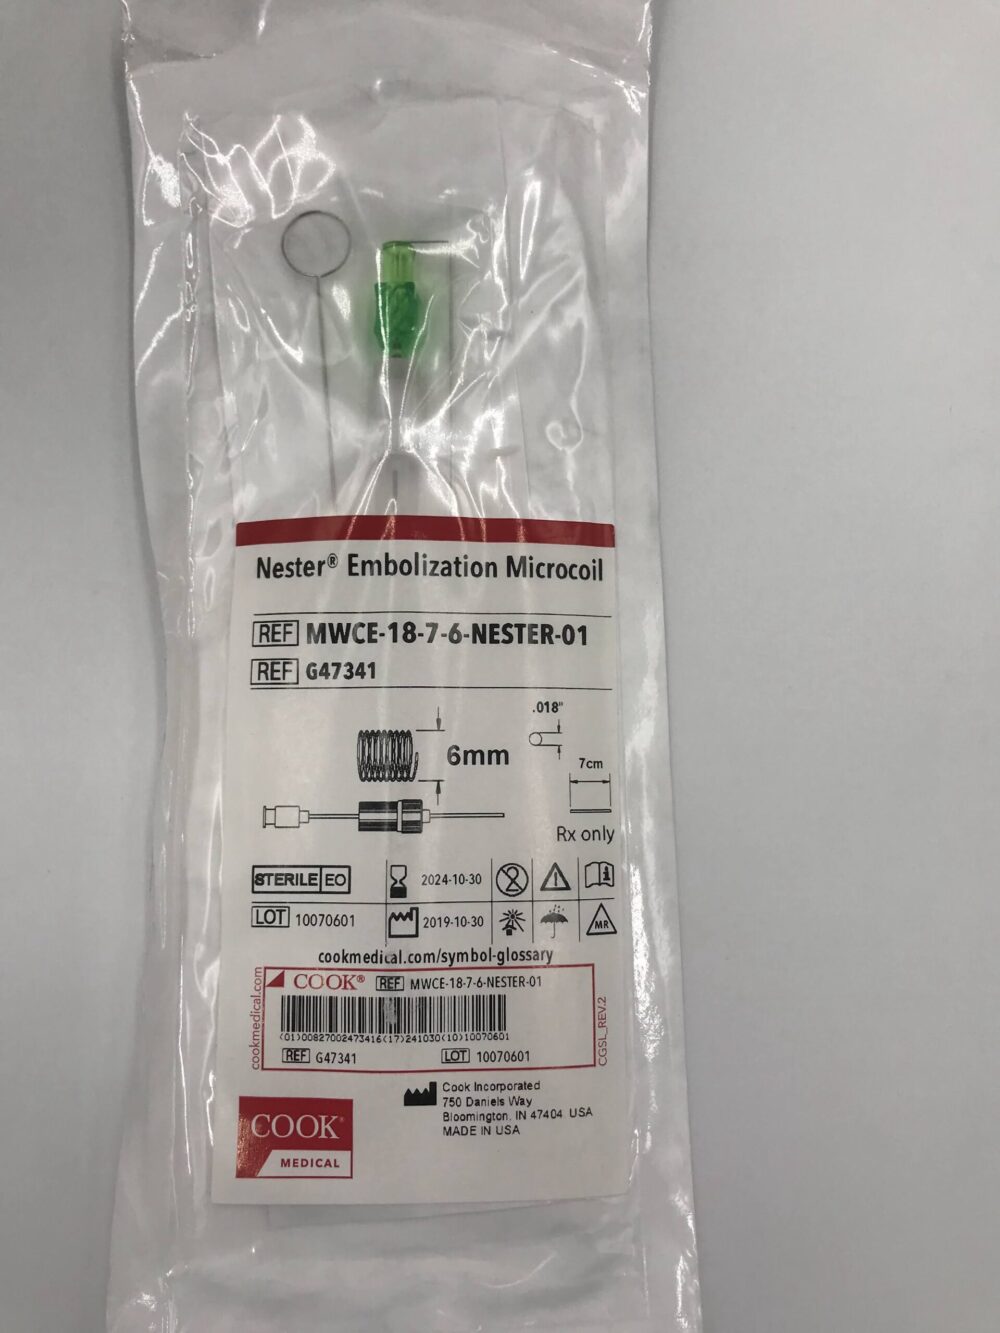 Nester® Embolization Microcoil
REF MWCE-18-7-6-NESTER-01
REF G47341
.018"
6mm
7cm
Rx only
STERILE EO 2024-10-30 2
LOT 10070601 2019-10-30 MR
cookmedical.com/symbol-glossary
COOK® REF MWCE-18-7-6-NESTER-01
(01)00827002473416(17)241030(10)10070601
REF G47341 LOT 10070601
cookmedical.com
CGSL_REV.2
Cook Incorporated
750 Daniels Way
Bloomington, IN 47404 USA
MADE IN USA
COOK®
MEDICAL